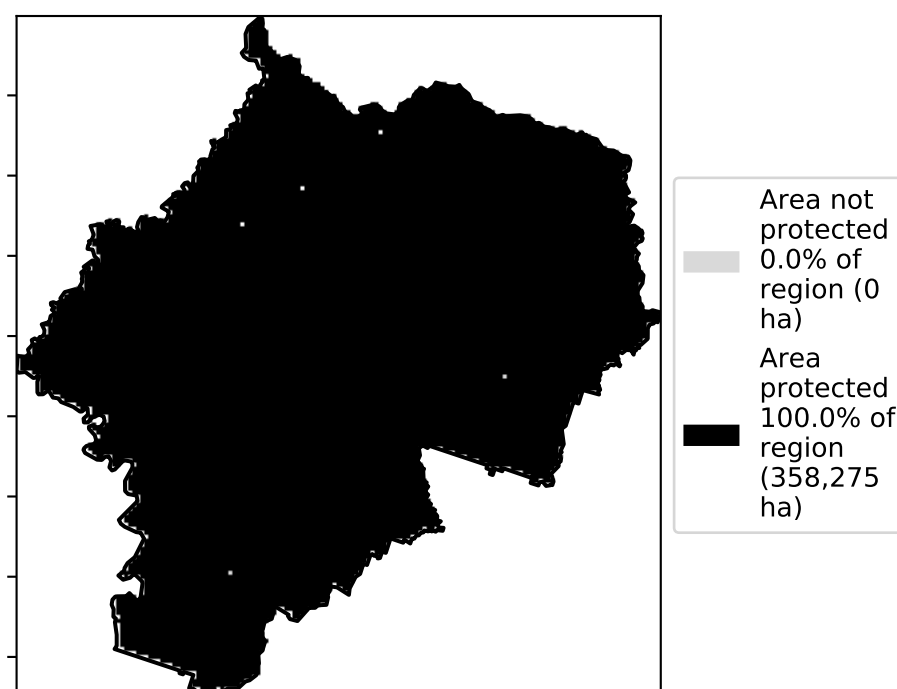 Area not
protected
0.0% of
region (0
ha)
Area
protected
100.0% of
region
(358,275
ha)